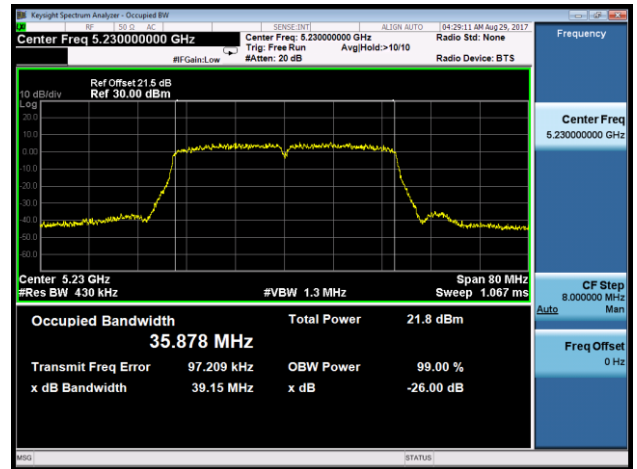 Keysight Spectrum Analyzer - Occupied BW
RF 50 Ω AC SENSE:INT ALIGN AUTO 04:29:11 AM Aug 29, 2017
Center Freq 5.230000000 GHz
Center Freq: 5.230000000 GHz
Radio Std: None
Trig: Free Run Avg|Hold:>10/10
#IFGain:Low #Atten: 20 dB Radio Device: BTS
Ref Offset 21.5 dB
10 dB/div Ref 30.00 dBm
Log
20.0
10.0
0.00
-10.0
-20.0
-30.0
-40.0
-50.0
-60.0
Center 5.23 GHz Span 80 MHz
#Res BW 430 kHz #VBW 1.3 MHz Sweep 1.067 ms
Occupied Bandwidth Total Power 21.8 dBm
35.878 MHz
Transmit Freq Error 97.209 kHz OBW Power 99.00 %
x dB Bandwidth 39.15 MHz x dB -26.00 dB
MSG STATUS
Frequency
Center Freq
5.230000000 GHz
CF Step
8.000000 MHz
Auto Man
Freq Offset
0 Hz